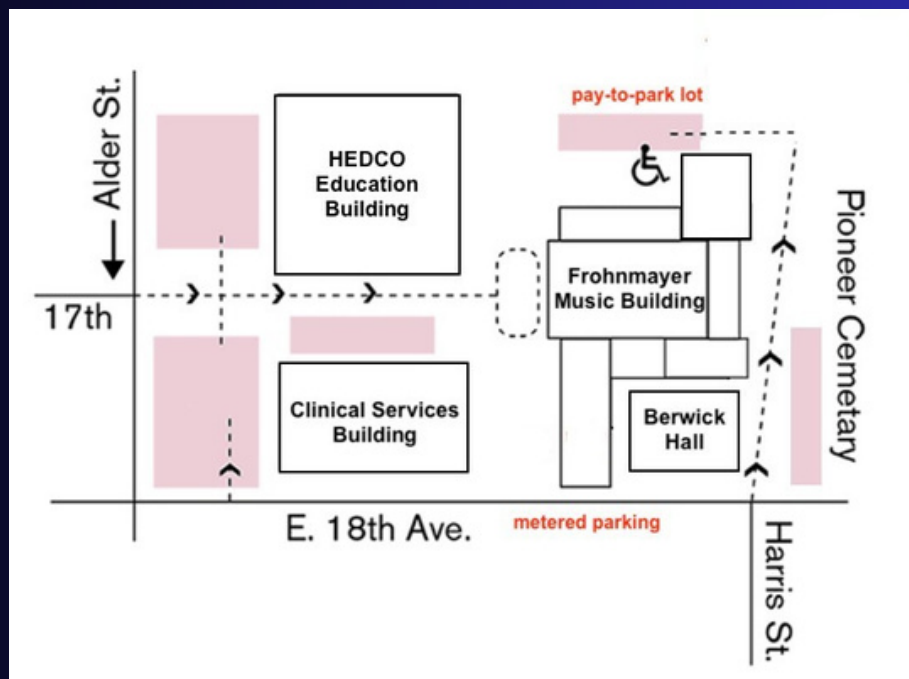 pay-to-park lot
Alder St.
HEDCO
Education
Building
Pioneer Cemetary
Frohnmayer
Music Building
17th
Clinical Services
Building
Berwick
Hall
E. 18th Ave.
metered parking
Harris St.